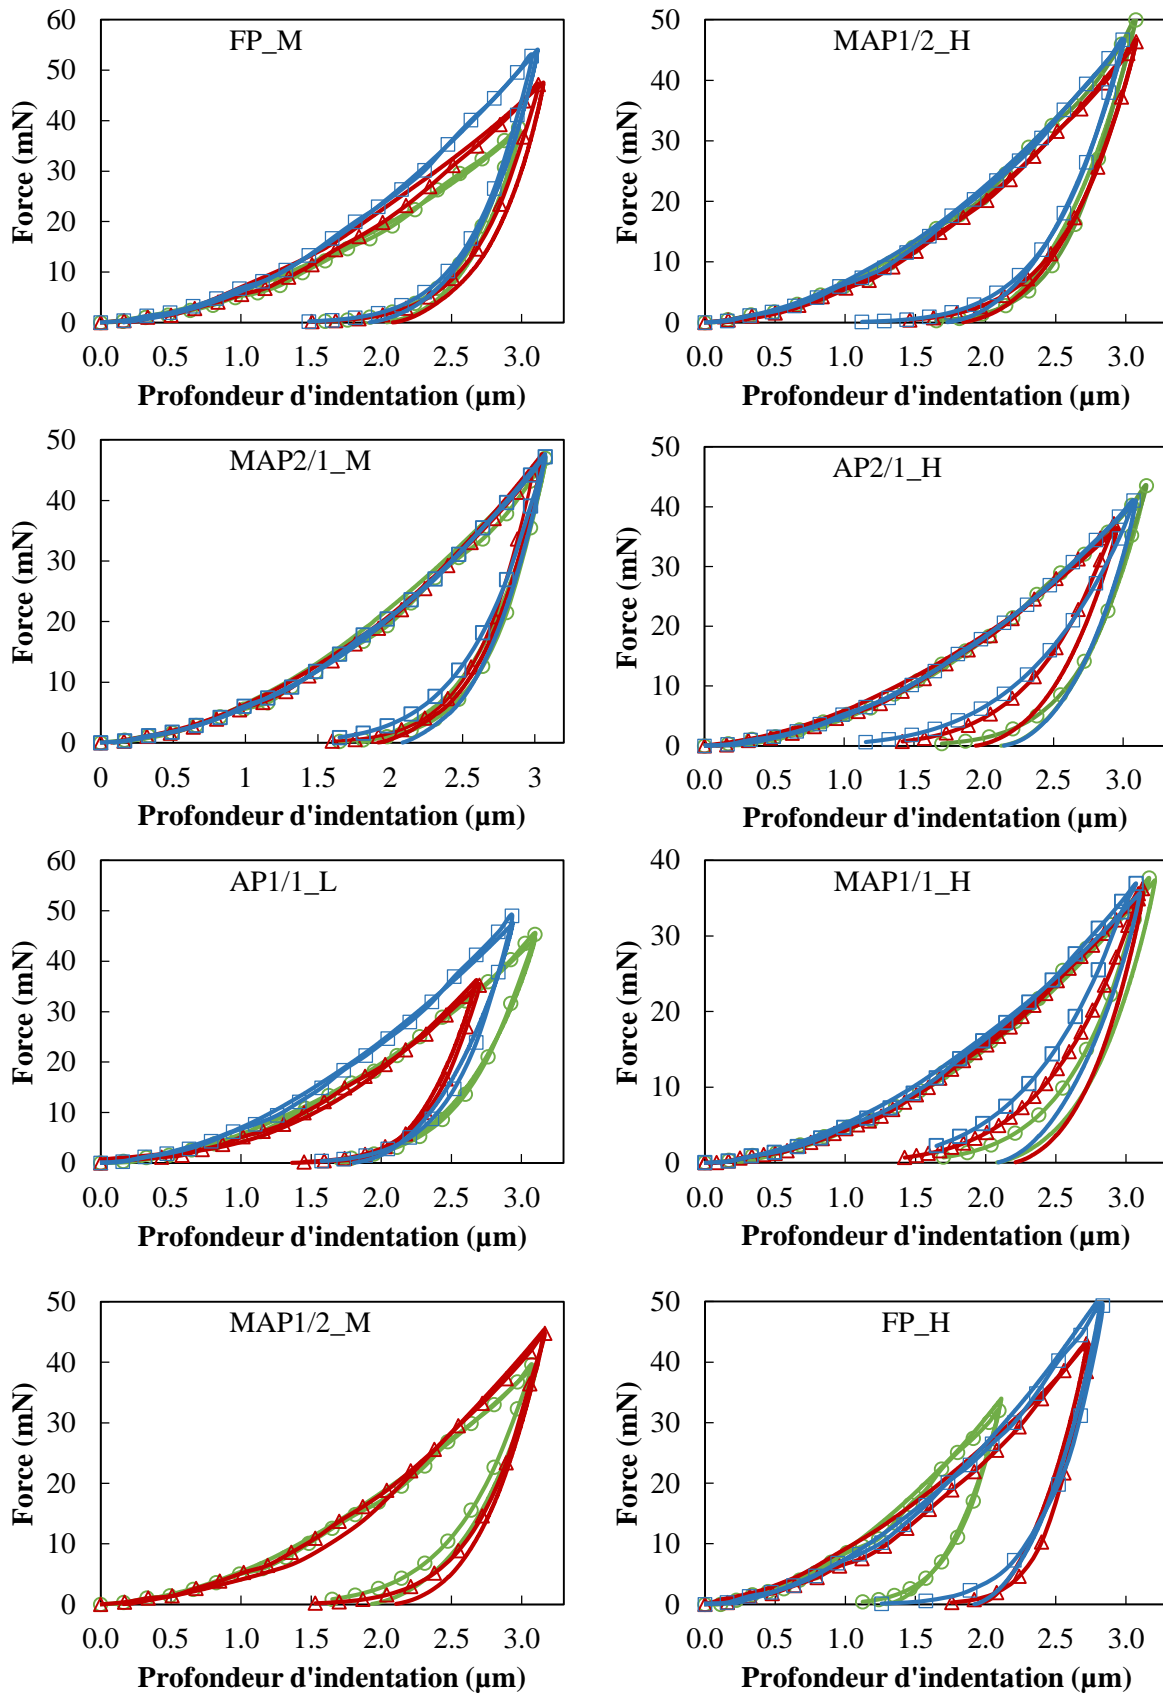 FP_M
Force (mN)
60
50
40
30
20
10
0
0.0 0.5 1.0 1.5 2.0 2.5 3.0
Profondeur d'indentation (µm)
MAP1/2_H
Force (mN)
50
40
30
20
10
0
0.0 0.5 1.0 1.5 2.0 2.5 3.0
Profondeur d'indentation (µm)
MAP2/1_M
Force (mN)
50
40
30
20
10
0
0.0 0.5 1.0 1.5 2.0 2.5 3
Profondeur d'indentation (µm)
AP2/1_H
Force (mN)
50
40
30
20
10
0
0.0 0.5 1.0 1.5 2.0 2.5 3.0
Profondeur d'indentation (µm)
AP1/1_L
Force (mN)
60
50
40
30
20
10
0
0.0 0.5 1.0 1.5 2.0 2.5 3.0
Profondeur d'indentation (µm)
MAP1/1_H
Force (mN)
40
30
20
10
0
0.0 0.5 1.0 1.5 2.0 2.5 3.0
Profondeur d'indentation (µm)
MAP1/2_M
Force (mN)
50
40
30
20
10
0
0.0 0.5 1.0 1.5 2.0 2.5 3.0
Profondeur d'indentation (µm)
FP_H
Force (mN)
50
40
30
20
10
0
0.0 0.5 1.0 1.5 2.0 2.5 3.0
Profondeur d'indentation (µm)